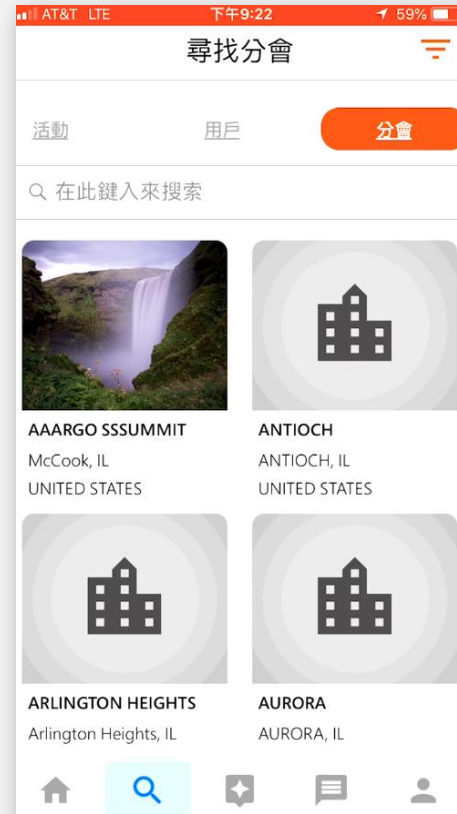 AT&T LTE 下午9:22 59%
尋找分會
活動 用戶 分會
在此鍵入來搜索
AAARGO SSSUMMIT
McCook, IL
UNITED STATES
ANTIOCH
ANTIOCH, IL
UNITED STATES
ARLINGTON HEIGHTS
Arlington Heights, IL
AURORA
AURORA, IL